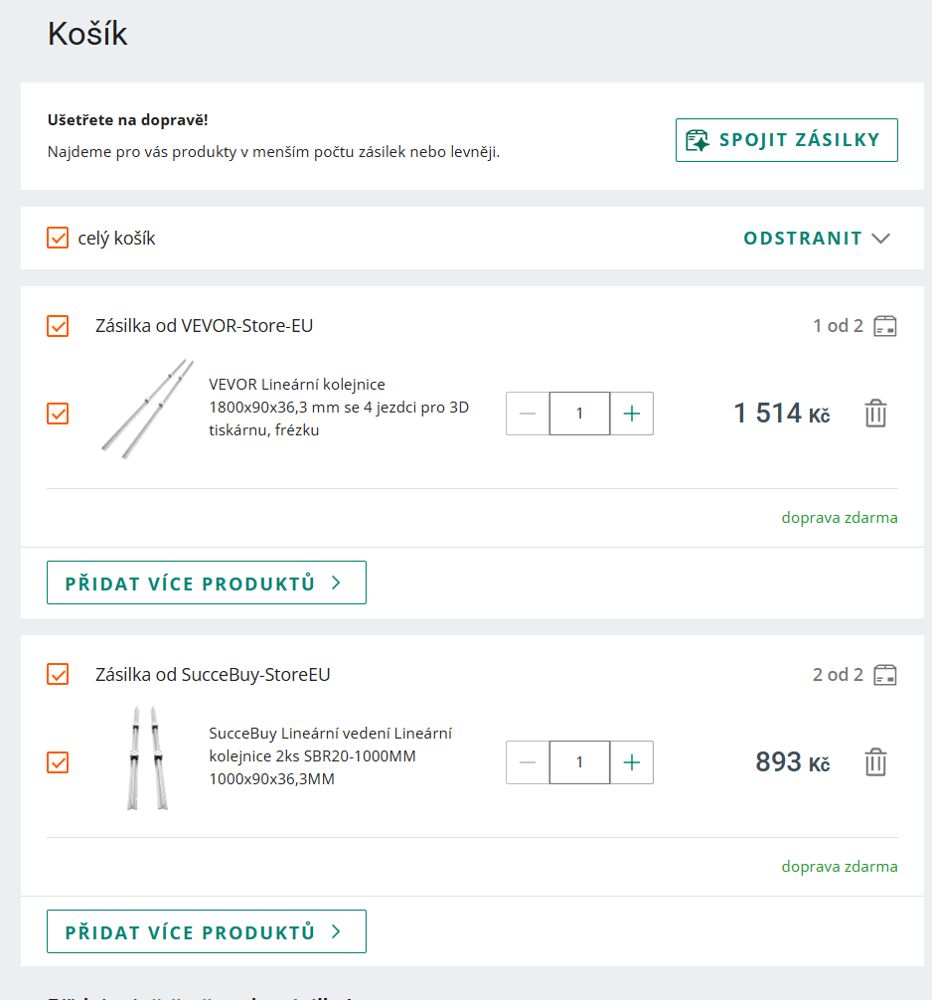 Košík
Ušetřete na dopravě!
Najdeme pro vás produkty v menším počtu zásilek nebo levněji.
SPOJIT ZÁSILKY
celý košík
ODSTRANIT
Zásilka od VEVOR-Store-EU
1 od 2
VEVOR Lineární kolejnice
1800x90x36,3 mm se 4 jezdci pro 3D
tiskárnu, frézku
1
1 514 Kč
doprava zdarma
PŘIDAT VÍCE PRODUKTŮ
Zásilka od SucceBuy-StoreEU
2 od 2
SucceBuy Lineární vedení Lineární
kolejnice 2ks SBR20-1000MM
1000x90x36,3MM
1
893 Kč
doprava zdarma
PŘIDAT VÍCE PRODUKTŮ